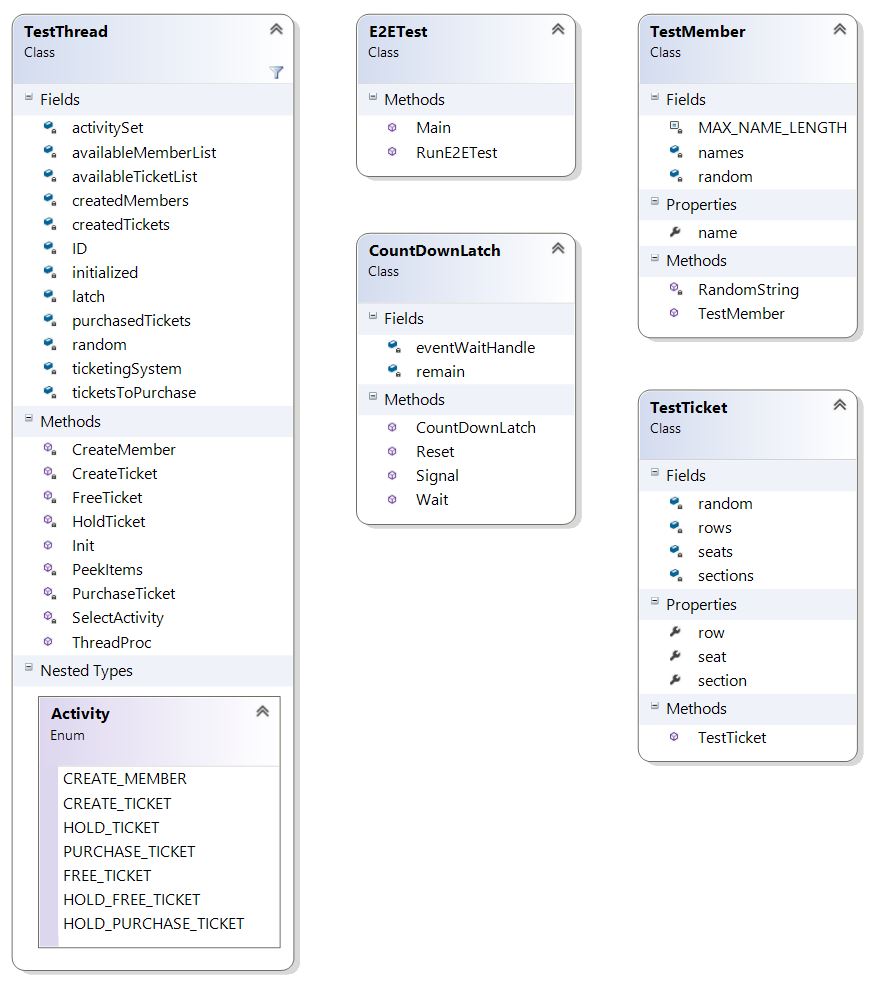 TestThread
Class
Fields
activitySet
availableMemberList
availableTicketList
createdMembers
createdTickets
ID
initialized
latch
purchasedTickets
random
ticketingSystem
ticketsToPurchase
Methods
CreateMember
CreateTicket
FreeTicket
HoldTicket
Init
PeekItems
PurchaseTicket
SelectActivity
ThreadProc
Nested Types
Activity
Enum
CREATE_MEMBER
CREATE_TICKET
HOLD_TICKET
PURCHASE_TICKET
FREE_TICKET
HOLD_FREE_TICKET
HOLD_PURCHASE_TICKET
E2ETest
Class
Methods
Main
RunE2ETest
CountDownLatch
Class
Fields
eventWaitHandle
remain
Methods
CountDownLatch
Reset
Signal
Wait
TestMember
Class
Fields
MAX_NAME_LENGTH
names
random
Properties
name
Methods
RandomString
TestMember
TestTicket
Class
Fields
random
rows
seats
sections
Properties
row
seat
section
Methods
TestTicket